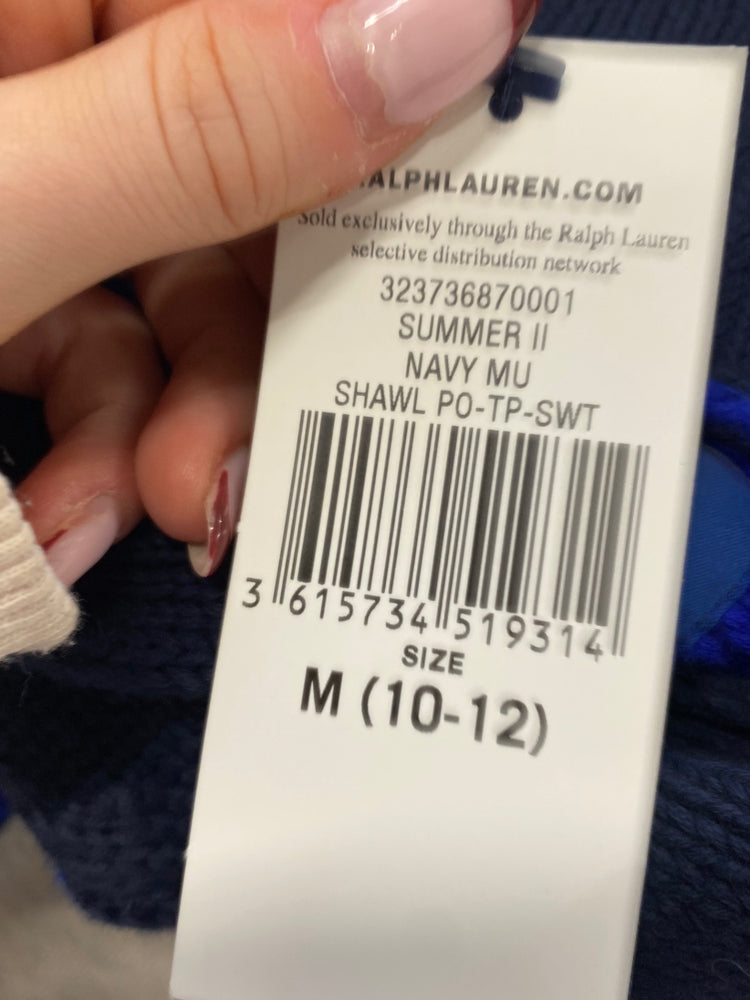 RALPHLAUREN.COM
Sold exclusively through the Ralph Lauren
selective distribution network
323736870001
SUMMER II
NAVY MU
SHAWL PO-TP-SWT
3 615734 519314
SIZE
M (10-12)